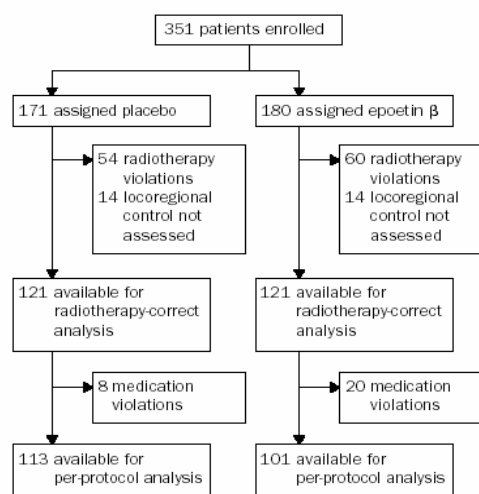 351 patients enrolled
171 assigned placebo
180 assigned epoetin β
54 radiotherapy
violations
14 locoregional
control not
assessed
60 radiotherapy
violations
14 locoregional
control not
assessed
121 available for
radiotherapy-correct
analysis
121 available for
radiotherapy-correct
analysis
8 medication
violations
20 medication
violations
113 available for
per-protocol analysis
101 available for
per-protocol analysis